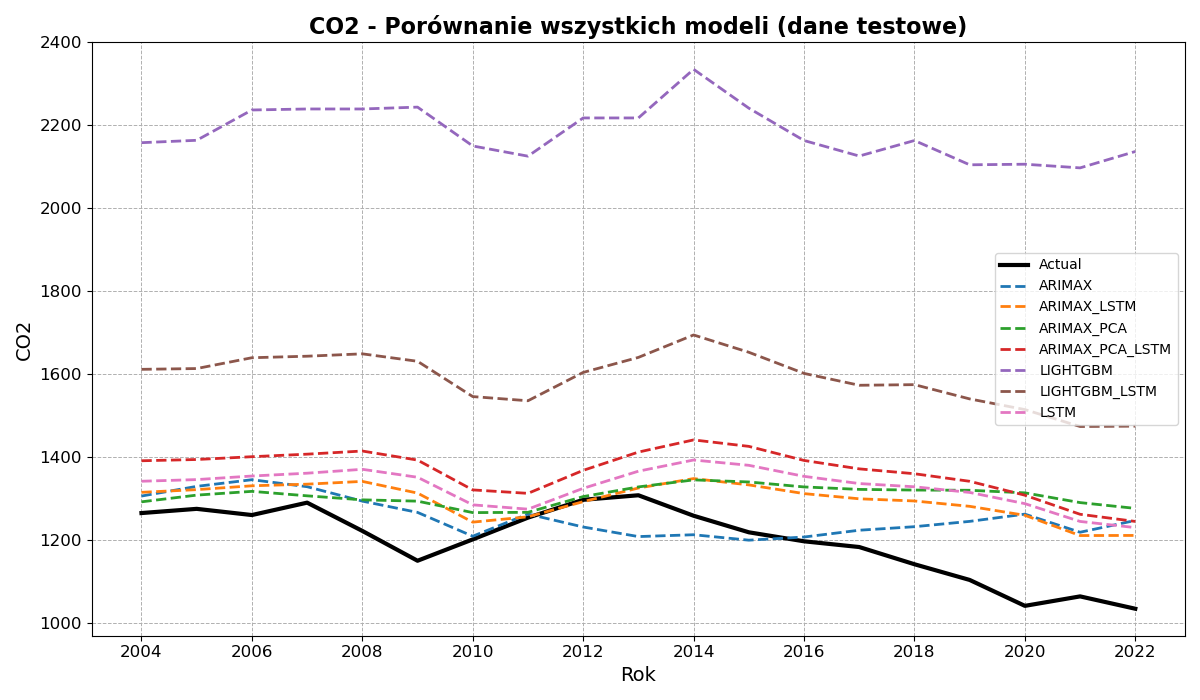 CO2 - Porównanie wszystkich modeli (dane testowe)
2400
2200
2000
1800
1600
1400
1200
1000
CO2
Actual
ARIMAX
ARIMAX_LSTM
ARIMAX_PCA
ARIMAX_PCA_LSTM
LIGHTGBM
LIGHTGBM_LSTM
LSTM
2004 2006 2008 2010 2012 2014 2016 2018 2020 2022
Rok